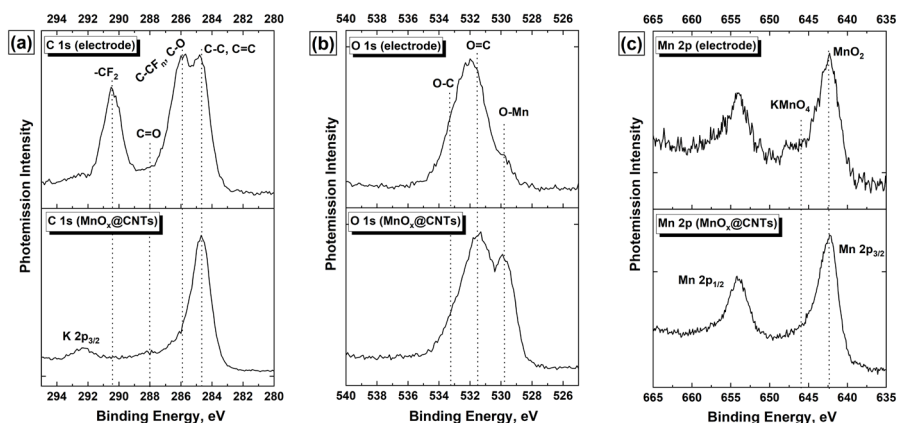 294 292 290 288 286 284 282 280
(a)
C 1s (electrode)
-CF2
C=O
C-CFn, C-O
C-C, C=C
C 1s (MnOx@CNTs)
K 2p3/2
Photemission Intensity
294 292 290 288 286 284 282 280
Binding Energy, eV
540 538 536 534 532 530 528 526
(b)
O 1s (electrode)
O=C
O-C
O-Mn
O 1s (MnOx@CNTs)
Photemission Intensity
540 538 536 534 532 530 528 526
Binding Energy, eV
665 660 655 650 645 640 635
(c)
Mn 2p (electrode)
MnO2
KMnO4
Mn 2p (MnOx@CNTs)
Mn 2p3/2
Mn 2p1/2
Photemission Intensity
665 660 655 650 645 640 635
Binding Energy, eV